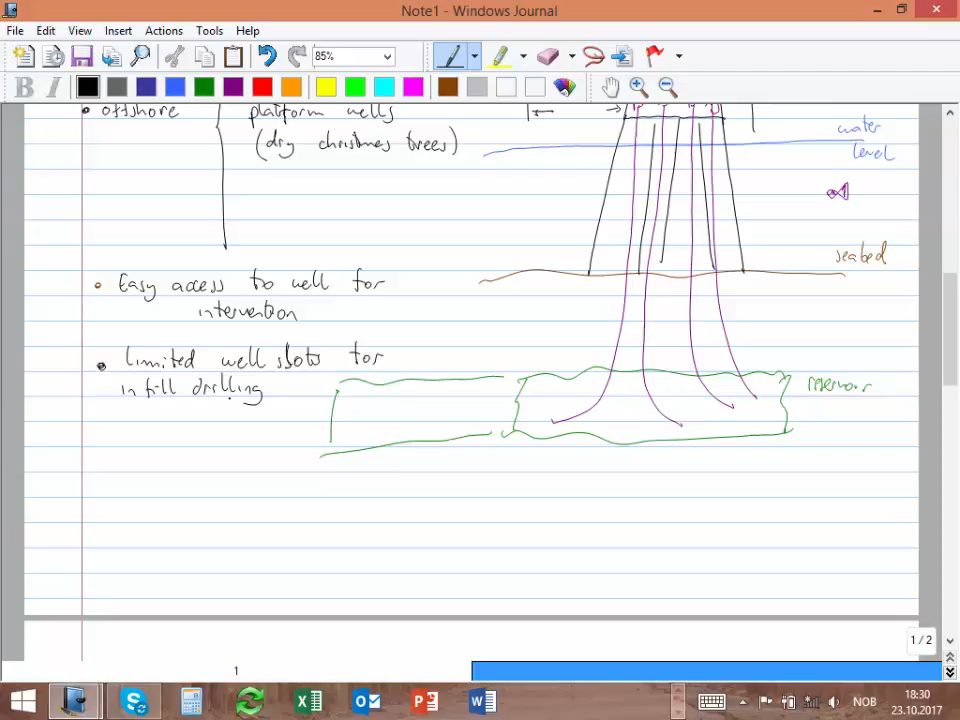 Note1 - Windows Journal
File Edit View Insert Actions Tools Help
85%
B I
• offshore platform wells
(dry christmas trees)
water
level
seabed
• Easy access to well for
intervention
• limited well slots for
infill drilling
reservoir
1 / 2
1
NOB
18:30
23.10.2017